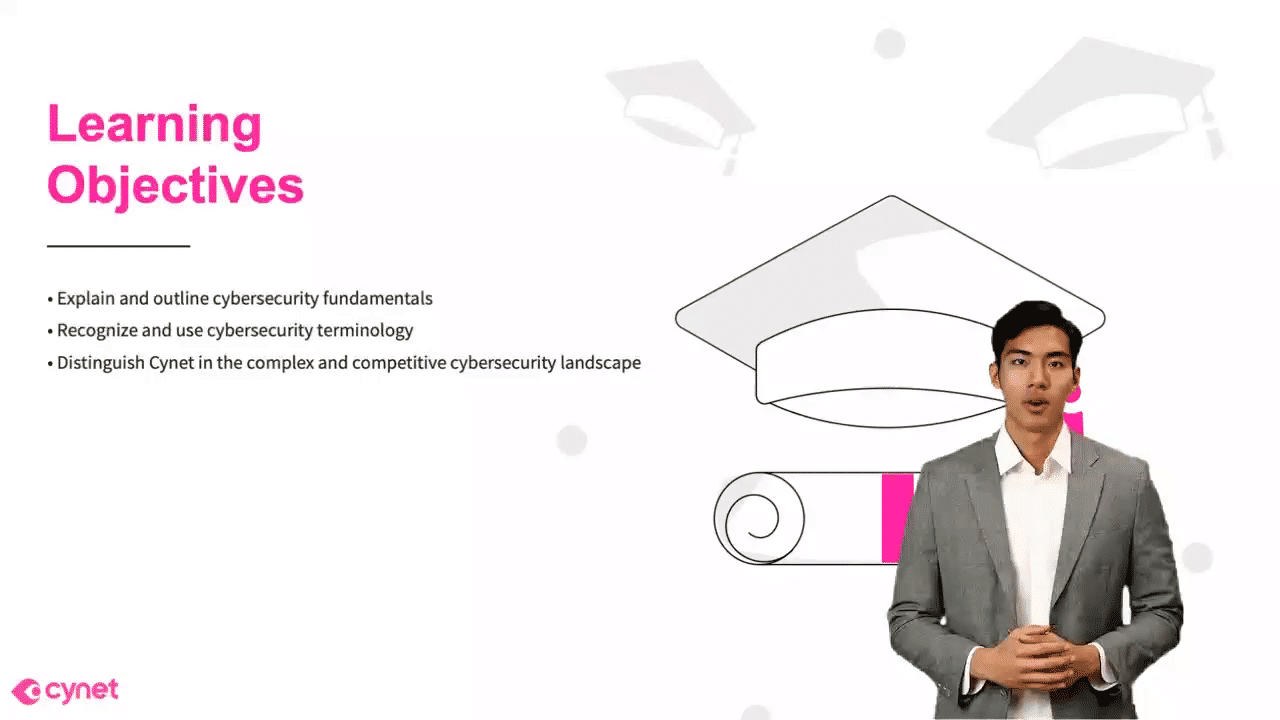 Learning
Objectives
• Explain and outline cybersecurity fundamentals
• Recognize and use cybersecurity terminology
• Distinguish Cynet in the complex and competitive cybersecurity landscape
cynet